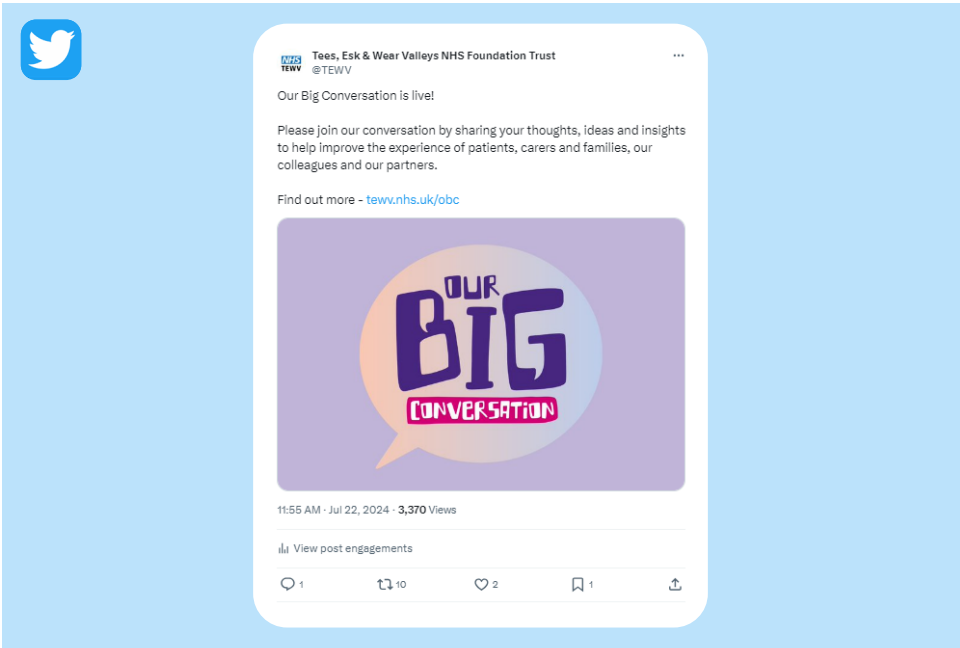 Tees, Esk & Wear Valleys NHS Foundation Trust
NHS
TEWV
@TEWV
Our Big Conversation is live!
Please join our conversation by sharing your thoughts, ideas and insights
to help improve the experience of patients, carers and families, our
colleagues and our partners.
Find out more - tewv.nhs.uk/obc
OUR
BIG
CONVERSATION
11:55 AM · Jul 22, 2024 · 3,370 Views
View post engagements
1 10 2 1